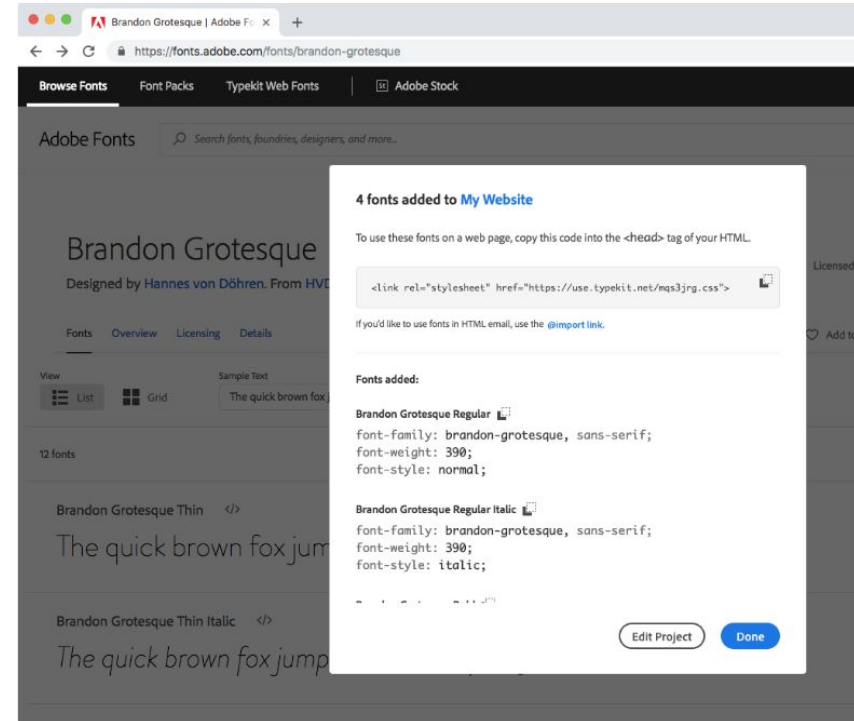 Brandon Grotesque | Adobe Fo
https://fonts.adobe.com/fonts/brandon-grotesque
Browse Fonts Font Packs Typekit Web Fonts St Adobe Stock
Adobe Fonts Search fonts, foundries, designers, and more...
4 fonts added to My Website
To use these fonts on a web page, copy this code into the <head> tag of your HTML.
<link rel="stylesheet" href="https://use.typekit.net/mqs3jrg.css">
If you'd like to use fonts in HTML email, use the @import link.
Fonts added:
Brandon Grotesque Regular
font-family: brandon-grotesque, sans-serif;
font-weight: 390;
font-style: normal;
Brandon Grotesque Regular Italic
font-family: brandon-grotesque, sans-serif;
font-weight: 390;
font-style: italic;
Edit Project Done
Brandon Grotesque
Designed by Hannes von Döhren. From HVD
Licensed
Fonts Overview Licensing Details
Add to
View Sample Text
List Grid The quick brown fox j
12 fonts
Brandon Grotesque Thin </>
The quick brown fox jum
Brandon Grotesque Thin Italic </>
The quick brown fox jump